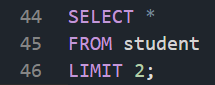 44 SELECT *
45 FROM student
46 LIMIT 2;